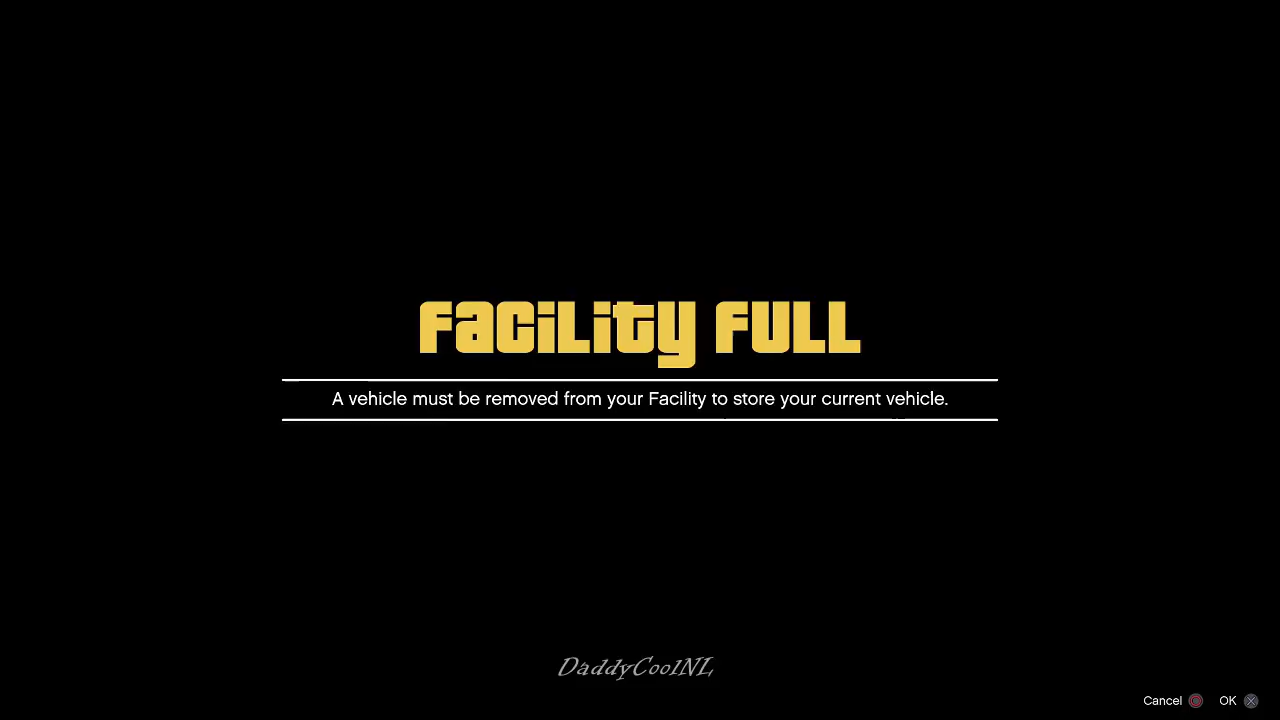 Facility Full
A vehicle must be removed from your Facility to store your current vehicle.
DaddyCoolNL
Cancel OK